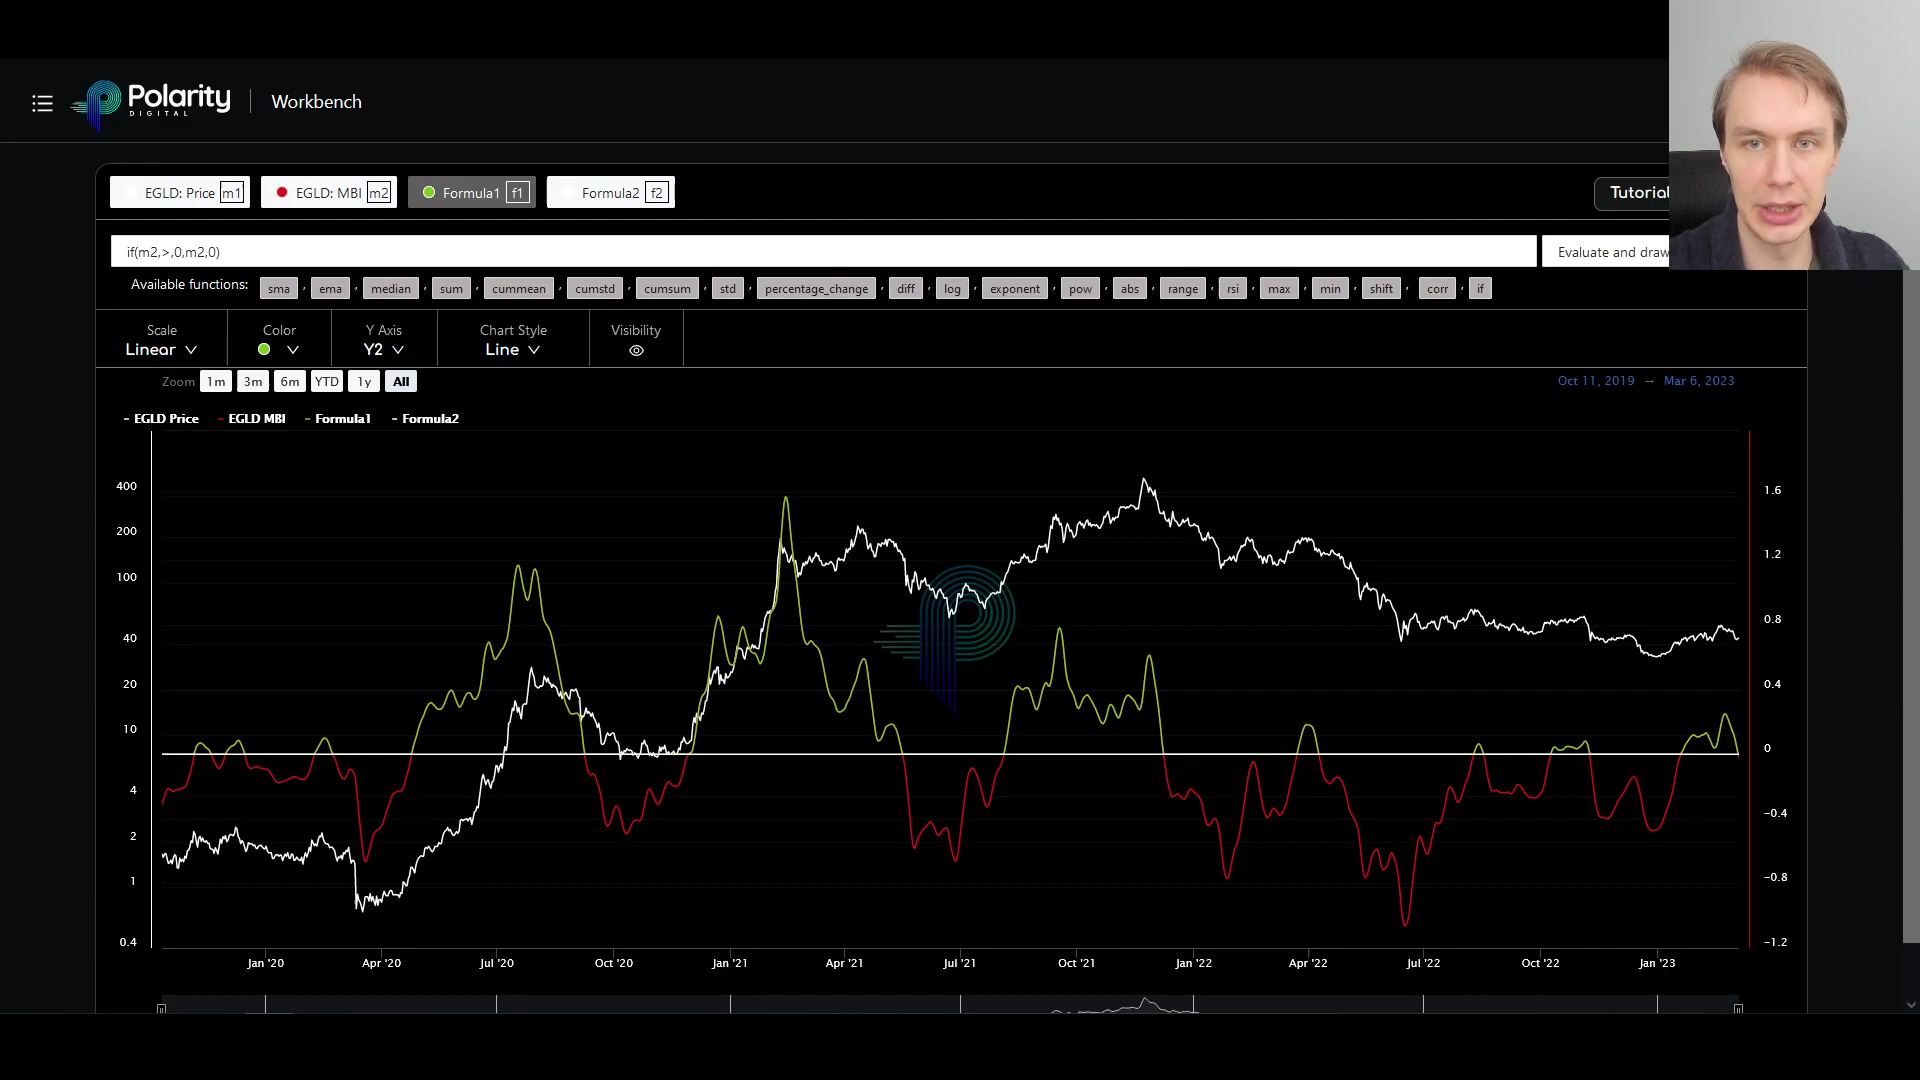 Polarity
DIGITAL
Workbench
EGLD: Price m1
EGLD: MBI m2
Formula1 f1
Formula2 f2
Tutorial
if(m2,>,0,m2,0)
Evaluate and draw
Available functions: sma , ema , median , sum , cummean , cumstd , cumsum , std , percentage_change , diff , log , exponent , pow , abs , range , rsi , max , min , shift , corr , if
Scale
Linear
Color
Y Axis
Y2
Chart Style
Line
Visibility
Zoom 1m 3m 6m YTD 1y All
Oct 11, 2019 → Mar 6, 2023
- EGLD Price - EGLD MBI - Formula1 - Formula2
400
200
100
40
20
10
4
2
1
0.4
1.6
1.2
0.8
0.4
0
-0.4
-0.8
-1.2
Jan '20 Apr '20 Jul '20 Oct '20 Jan '21 Apr '21 Jul '21 Oct '21 Jan '22 Apr '22 Jul '22 Oct '22 Jan '23